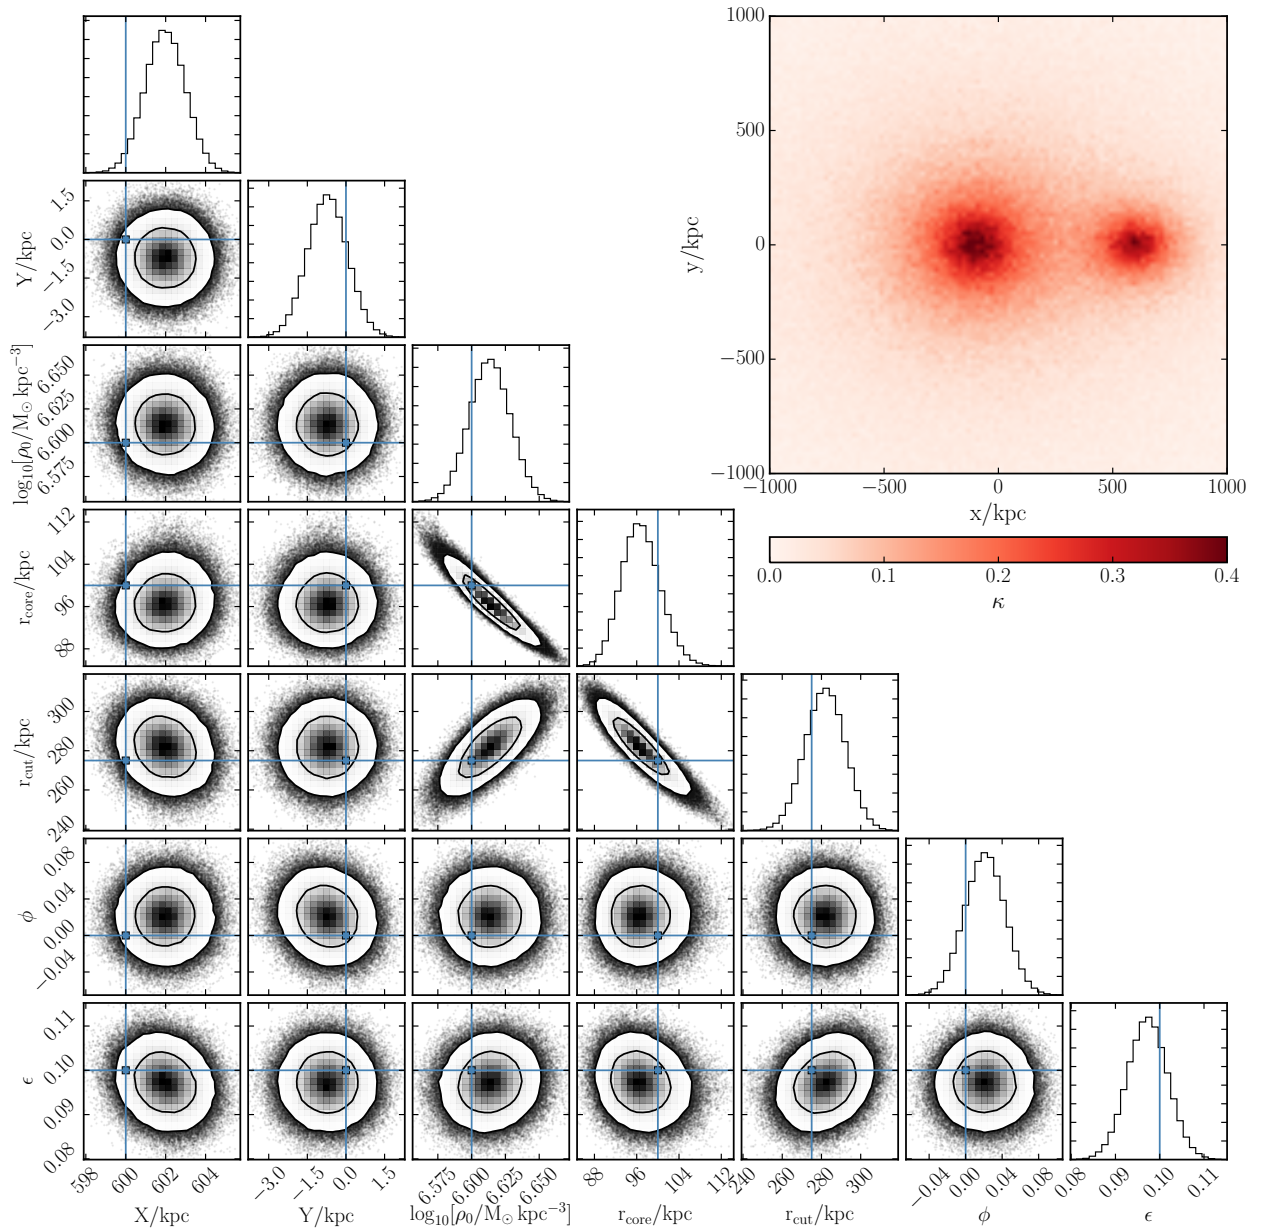 1000
500
0
−500
−1000
y/kpc
−1000 −500 0 500 1000
x/kpc
0.0 0.1 0.2 0.3 0.4
κ
1.5
0.0
−1.5
−3.0
Y/kpc
6.650
6.625
6.600
6.575
log₁₀[ρ₀/M☉ kpc⁻³]
112
104
96
88
r_core/kpc
300
280
260
240
r_cut/kpc
0.08
0.04
0.00
−0.04
ϕ
0.11
0.10
0.09
0.08
ϵ
598 600 602 604
X/kpc
−3.0 −1.5 0.0 1.5
Y/kpc
6.575 6.600 6.625 6.650
log₁₀[ρ₀/M☉ kpc⁻³]
88 96 104 112
r_core/kpc
240 260 280 300
r_cut/kpc
−0.04 0.00 0.04 0.08
ϕ
0.08 0.09 0.10 0.11
ϵ